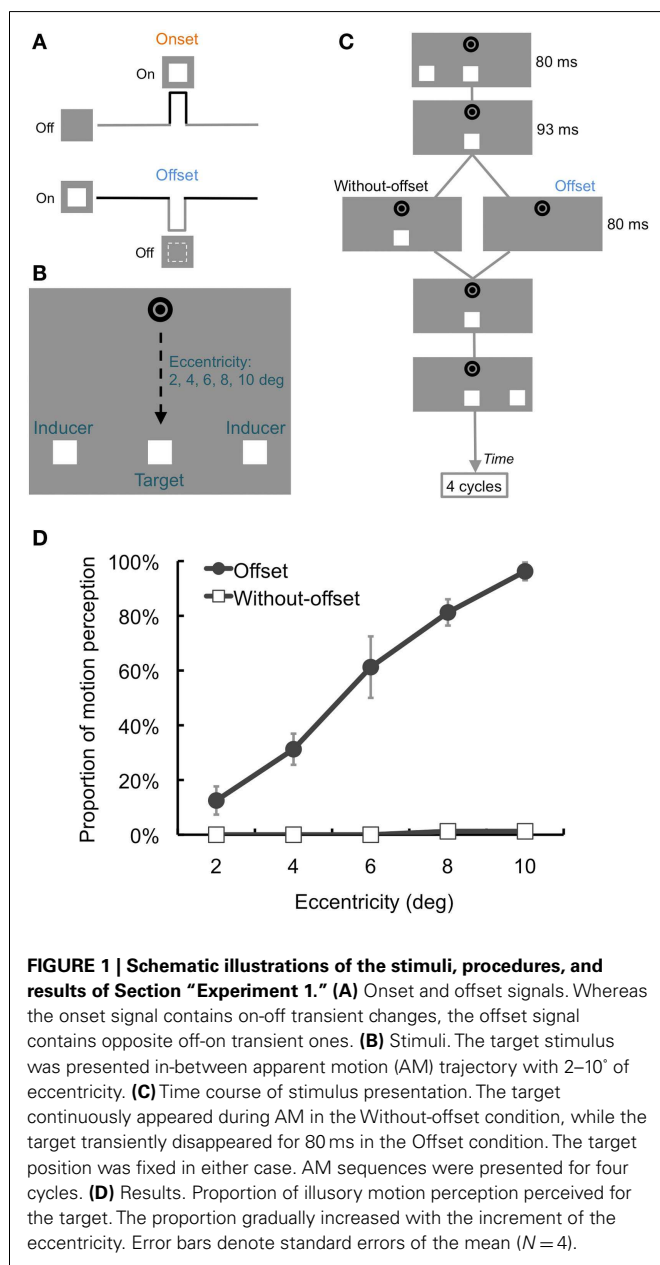 A
Onset
On
Off
Offset
On
Off
B
Eccentricity:
2, 4, 6, 8, 10 deg
Inducer
Inducer
Target
C
80 ms
93 ms
Without-offset
Offset
80 ms
Time
4 cycles
D
Proportion of motion perception
100%
80%
60%
40%
20%
0%
Offset
Without-offset
2
4
6
8
10
Eccentricity (deg)
FIGURE 1 | Schematic illustrations of the stimuli, procedures, and
results of Section “Experiment 1.” (A) Onset and offset signals. Whereas
the onset signal contains on-off transient changes, the offset signal
contains opposite off-on transient ones. (B) Stimuli. The target stimulus
was presented in-between apparent motion (AM) trajectory with 2–10° of
eccentricity. (C) Time course of stimulus presentation. The target
continuously appeared during AM in the Without-offset condition, while the
target transiently disappeared for 80 ms in the Offset condition. The target
position was fixed in either case. AM sequences were presented for four
cycles. (D) Results. Proportion of illusory motion perception perceived for
the target. The proportion gradually increased with the increment of the
eccentricity. Error bars denote standard errors of the mean (N = 4).